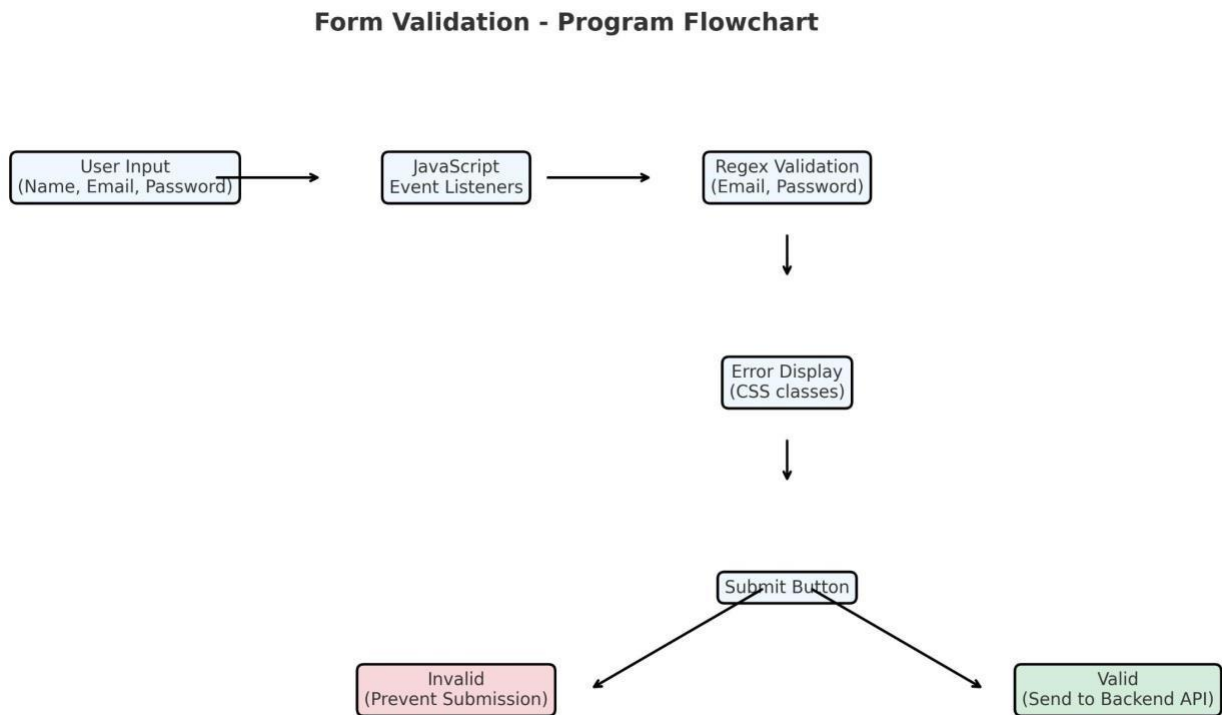 Form Validation - Program Flowchart
User Input
(Name, Email, Password)
JavaScript
Event Listeners
Regex Validation
(Email, Password)
Error Display
(CSS classes)
Submit Button
Invalid
(Prevent Submission)
Valid
(Send to Backend API)